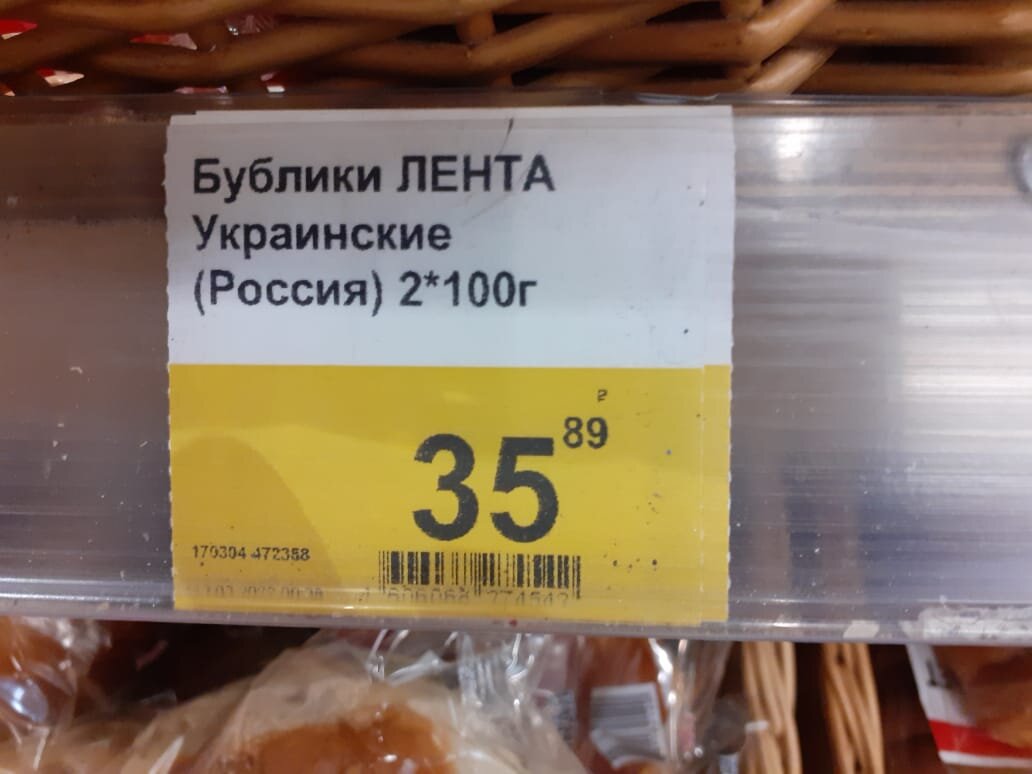 Бублики ЛЕНТА
Украинские
(Россия) 2*100г
₽
35 89
170304 472358